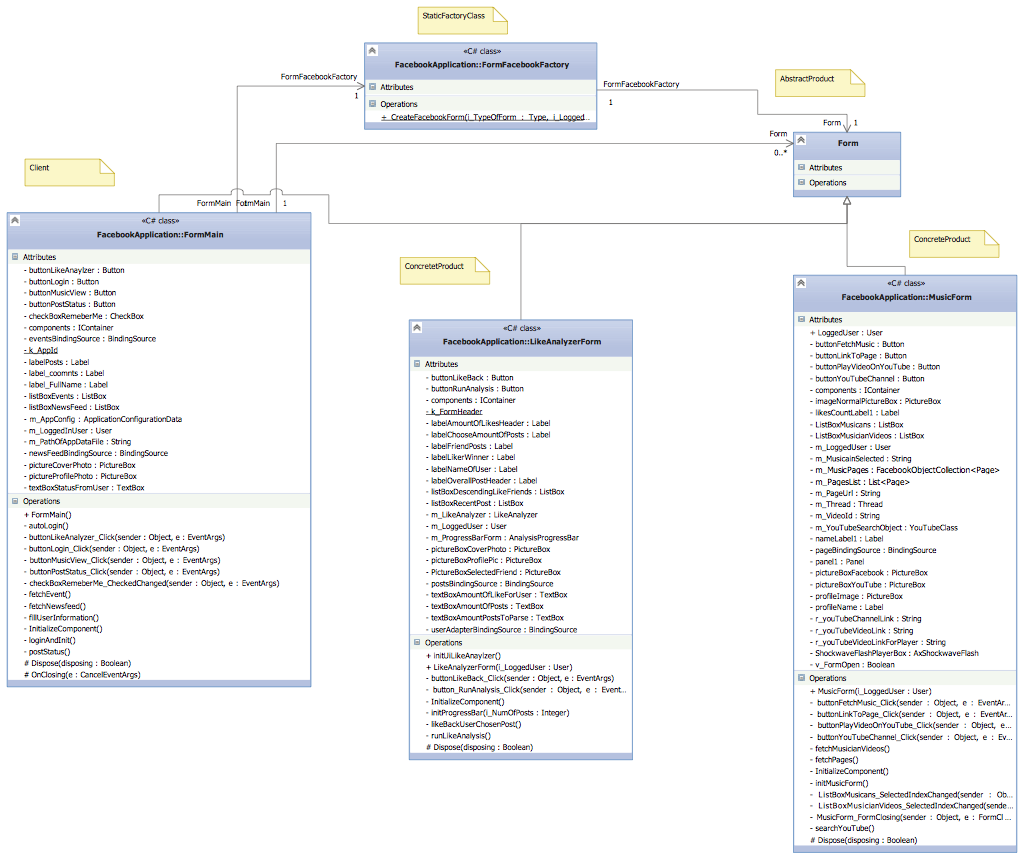 StaticFactoryClass
«C# class»
FacebookApplication::FormFacebookFactory
Attributes
Operations
+ CreateFacebookForm(i_TypeOfForm : Type, i_Logged...
FormFacebookFactory
1
FormFacebookFactory
1
AbstractProduct
Form 1
Form
0..*
Form
Attributes
Operations
Client
FormMain
FormMain
1
«C# class»
FacebookApplication::FormMain
Attributes
- buttonLikeAnaylzer : Button
- buttonLogin : Button
- buttonMusicView : Button
- buttonPostStatus : Button
- checkBoxRemeberMe : CheckBox
- components : IContainer
- eventsBindingSource : BindingSource
- k_AppId
- labelPosts : Label
- label_coomnts : Label
- label_FullName : Label
- listBoxEvents : ListBox
- listBoxNewsFeed : ListBox
- m_AppConfig : ApplicationConfigurationData
- m_LoggedInUser : User
- m_PathOfAppDataFile : String
- newsFeedBindingSource : BindingSource
- pictureCoverPhoto : PictureBox
- pictureProfilePhoto : PictureBox
- textBoxStatusFromUser : TextBox
Operations
+ FormMain()
- autoLogin()
- buttonLikeAnalyzer_Click(sender : Object, e : EventArgs)
- buttonLogin_Click(sender : Object, e : EventArgs)
- buttonMusicView_Click(sender : Object, e : EventArgs)
- buttonPostStatus_Click(sender : Object, e : EventArgs)
- checkBoxRemeberMe_CheckedChanged(sender : Object, e : EventArgs)
- fetchEvent()
- fetchNewsfeed()
- fillUserInformation()
- InitializeComponent()
- loginAndInit()
- postStatus()
# Dispose(disposing : Boolean)
# OnClosing(e : CancelEventArgs)
ConcretetProduct
«C# class»
FacebookApplication::LikeAnalyzerForm
Attributes
- buttonLikeBack : Button
- buttonRunAnalysis : Button
- components : IContainer
- k_FormHeader
- labelAmountOfLikesHeader : Label
- labelChooseAmountOfPosts : Label
- labelFriendPosts : Label
- labelLikerWinner : Label
- labelNameOfUser : Label
- labelOverallPostHeader : Label
- listBoxDescendingLikeFriends : ListBox
- listBoxRecentPost : ListBox
- m_LikeAnalyzer : LikeAnalyzer
- m_LoggedUser : User
- m_ProgressBarForm : AnalysisProgressBar
- pictureBoxCoverPhoto : PictureBox
- pictureBoxProfilePic : PictureBox
- PictureBoxSelectedFriend : PictureBox
- postsBindingSource : BindingSource
- textBoxAmountOfLikeForUser : TextBox
- textBoxAmountOfPosts : TextBox
- textBoxAmountPostsToParse : TextBox
- userAdapterBindingSource : BindingSource
Operations
+ initUiLikeAnaylzer()
+ LikeAnalyzerForm(i_LoggedUser : User)
- buttonLikeBack_Click(sender : Object, e : EventArgs)
- button_RunAnalysis_Click(sender : Object, e : Event...
- InitializeComponent()
- initProgressBar(i_NumOfPosts : Integer)
- likeBackUserChosenPost()
- runLikeAnalysis()
# Dispose(disposing : Boolean)
ConcreteProduct
«C# class»
FacebookApplication::MusicForm
Attributes
+ LoggedUser : User
- buttonFetchMusic : Button
- buttonLinkToPage : Button
- buttonPlayVideoOnYouTube : Button
- buttonYouTubeChannel : Button
- components : IContainer
- imageNormalPictureBox : PictureBox
- likesCountLabel1 : Label
- ListBoxMusicans : ListBox
- ListBoxMusicianVideos : ListBox
- m_LoggedUser : User
- m_MusicainSelected : String
- m_MusicPages : FacebookObjectCollection<Page>
- m_PagesList : List<Page>
- m_PageUrl : String
- m_Thread : Thread
- m_VideoId : String
- m_YouTubeSearchObject : YouTubeClass
- nameLabel1 : Label
- pageBindingSource : BindingSource
- panel1 : Panel
- pictureBoxFacebook : PictureBox
- pictureBoxYouTube : PictureBox
- profileImage : PictureBox
- profileName : Label
- r_youTubeChannelLink : String
- r_youTubeVideoLink : String
- r_youTubeVideoLinkForPlayer : String
- ShockwaveFlashPlayerBox : AxShockwaveFlash
- v_FormOpen : Boolean
Operations
+ MusicForm(i_LoggedUser : User)
- buttonFetchMusic_Click(sender : Object, e : EventAr...
- buttonLinkToPage_Click(sender : Object, e : EventAr...
- buttonPlayVideoOnYouTube_Click(sender : Object, e...
- buttonYouTubeChannel_Click(sender : Object, e : Ev...
- fetchMusicianVideos()
- fetchPages()
- InitializeComponent()
- initMusicForm()
- ListBoxMusicans_SelectedIndexChanged(sender : Ob...
- ListBoxMusicianVideos_SelectedIndexChanged(sende...
- MusicForm_FormClosing(sender : Object, e : FormCl...
- searchYouTube()
# Dispose(disposing : Boolean)